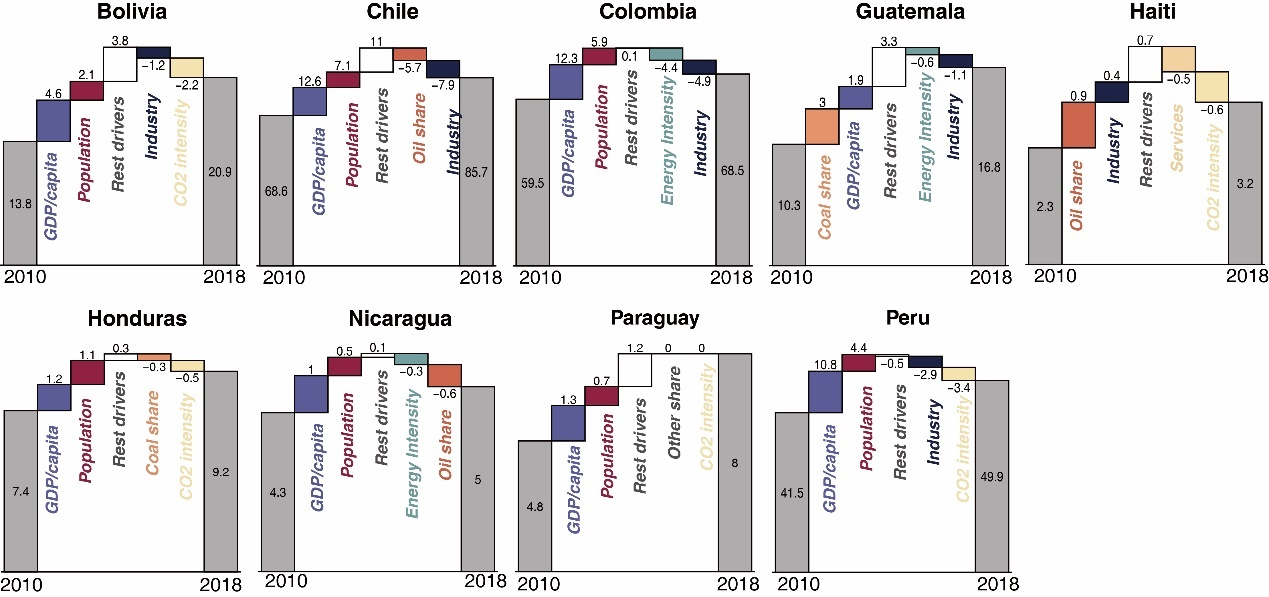 Bolivia
13.8
4.6
GDP/capita
2.1
Population
3.8
Rest drivers
−1.2
Industry
−2.2
CO2 intensity
20.9
2010
2018
Chile
68.6
12.6
GDP/capita
7.1
Population
11
Rest drivers
−5.7
Oil share
−7.9
Industry
85.7
2010
2018
Colombia
59.5
12.3
GDP/capita
5.9
Population
0.1
Rest drivers
−4.4
Energy Intensity
−4.9
Industry
68.5
2010
2018
Guatemala
10.3
3
Coal share
1.9
GDP/capita
3.3
Rest drivers
−0.6
Energy Intensity
−1.1
Industry
16.8
2010
2018
Haiti
2.3
0.9
Oil share
0.4
Industry
0.7
Rest drivers
−0.5
Services
−0.6
CO2 intensity
3.2
2010
2018
Honduras
7.4
1.2
GDP/capita
1.1
Population
0.3
Rest drivers
−0.3
Coal share
−0.5
CO2 intensity
9.2
2010
2018
Nicaragua
4.3
1
GDP/capita
0.5
Population
0.1
Rest drivers
−0.3
Energy Intensity
−0.6
Oil share
5
2010
2018
Paraguay
4.8
1.3
GDP/capita
0.7
Population
1.2
Rest drivers
0
Other share
0
CO2 intensity
8
2010
2018
Peru
41.5
10.8
GDP/capita
4.4
Population
−0.5
Rest drivers
−2.9
Industry
−3.4
CO2 intensity
49.9
2010
2018